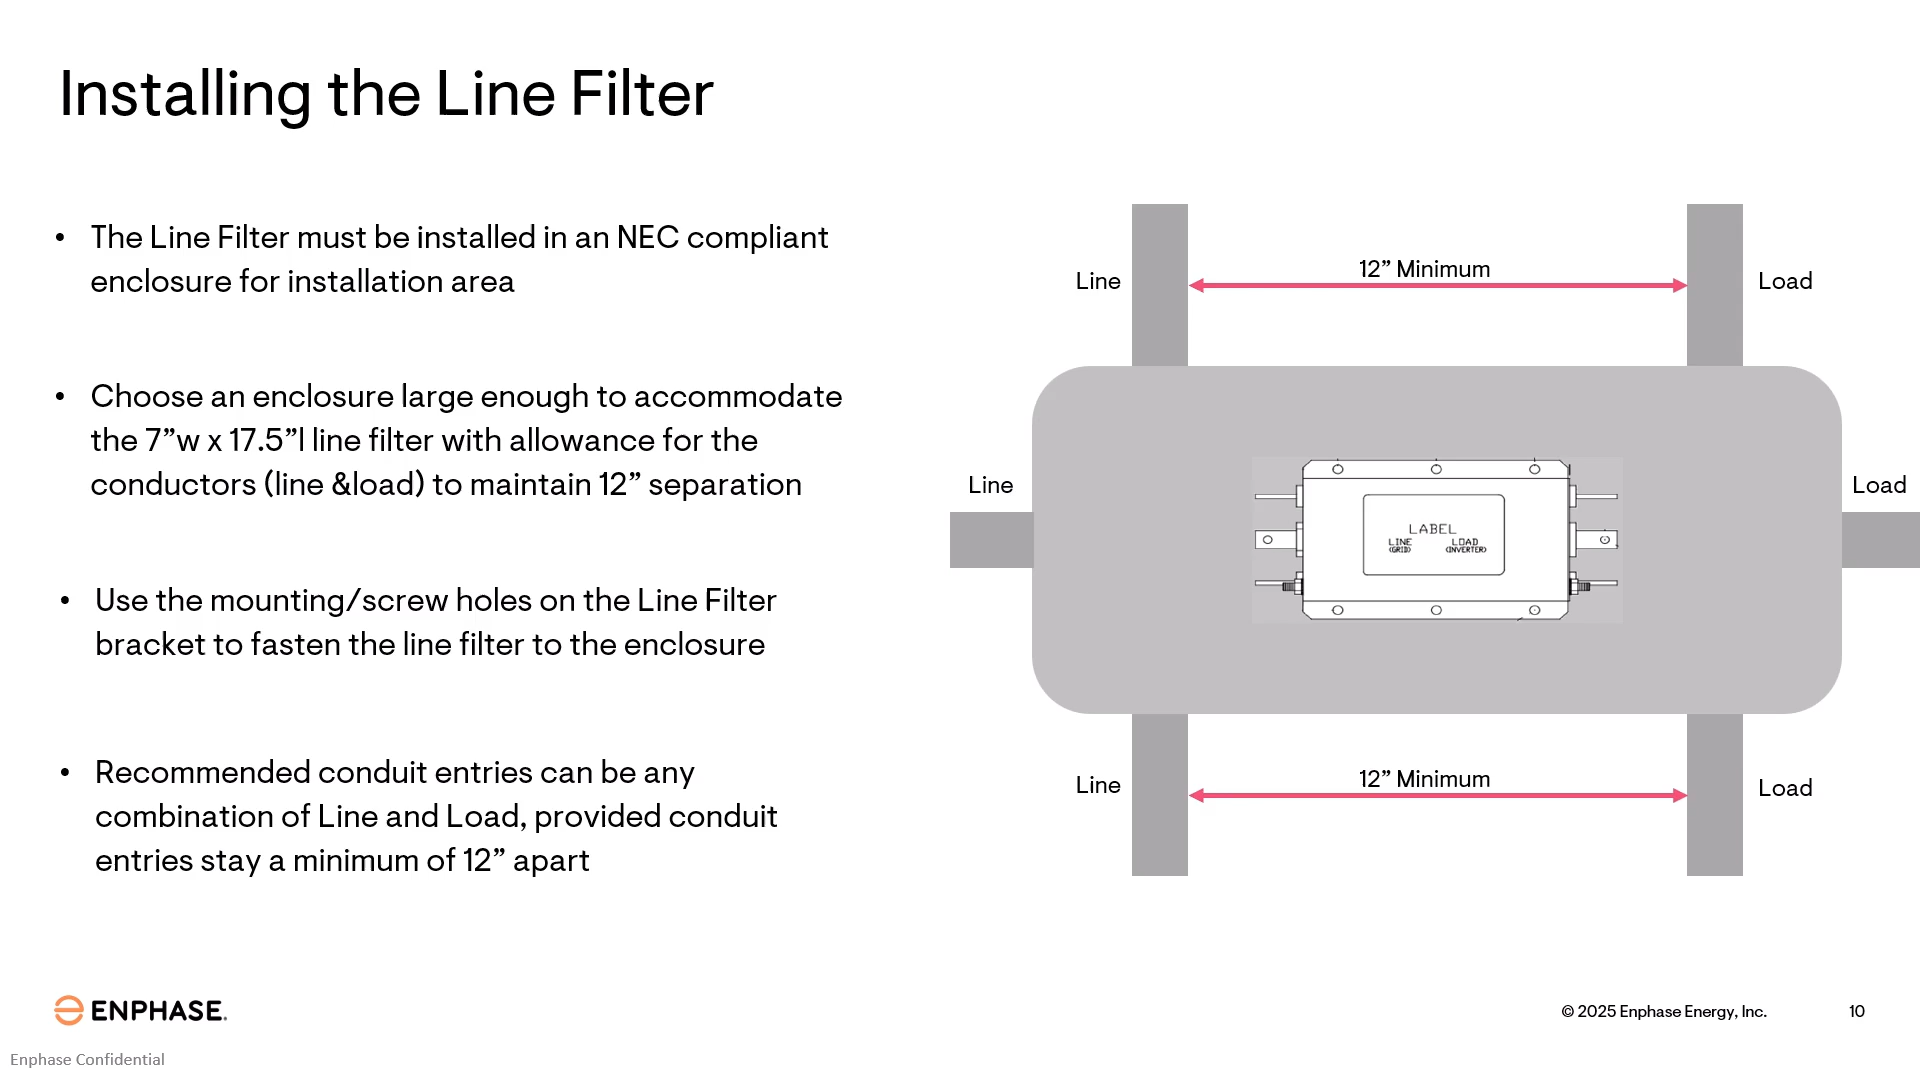 Installing the Line Filter
• The Line Filter must be installed in an NEC compliant
enclosure for installation area
• Choose an enclosure large enough to accommodate
the 7”w x 17.5”l line filter with allowance for the
conductors (line &load) to maintain 12” separation
• Use the mounting/screw holes on the Line Filter
bracket to fasten the line filter to the enclosure
• Recommended conduit entries can be any
combination of Line and Load, provided conduit
entries stay a minimum of 12” apart
Line
12” Minimum
Load
Line
Load
LABEL
LINE
(GRID)
LOAD
(INVERTER)
Line
12” Minimum
Load
ENPHASE.
© 2025 Enphase Energy, Inc.
10
Enphase Confidential